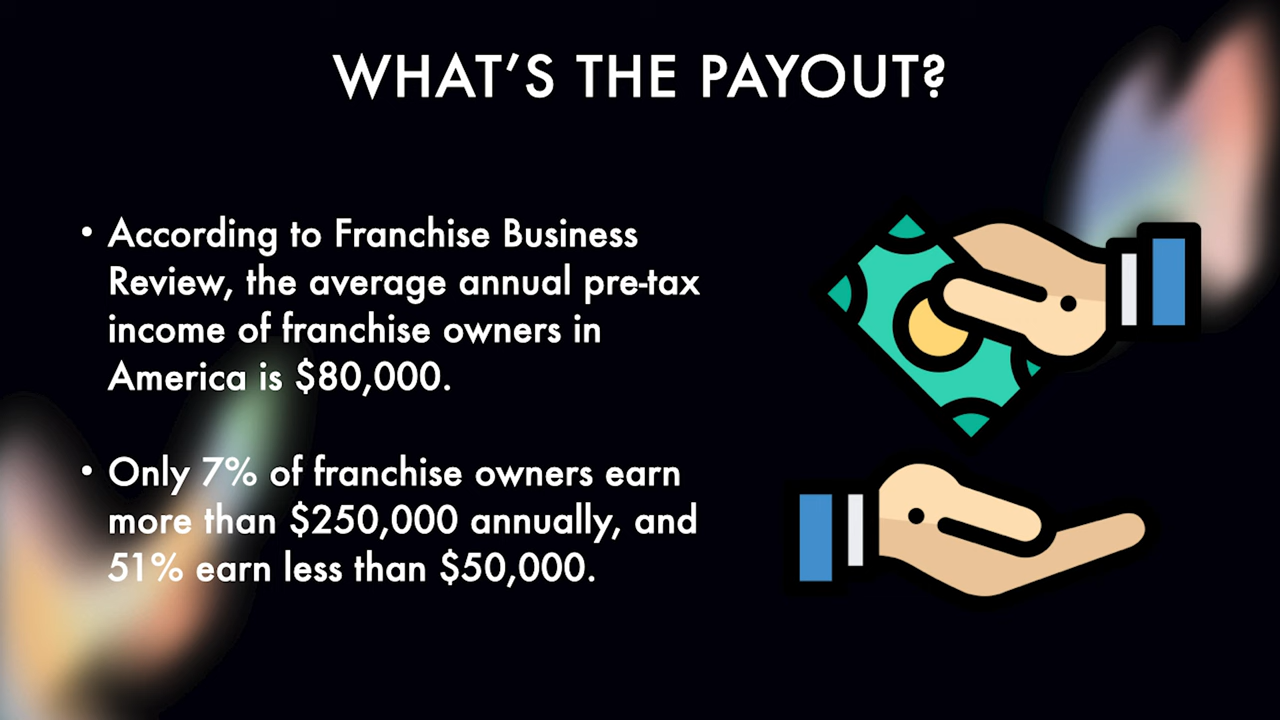 WHAT’S THE PAYOUT?
• According to Franchise Business
Review, the average annual pre-tax
income of franchise owners in
America is $80,000.
• Only 7% of franchise owners earn
more than $250,000 annually, and
51% earn less than $50,000.